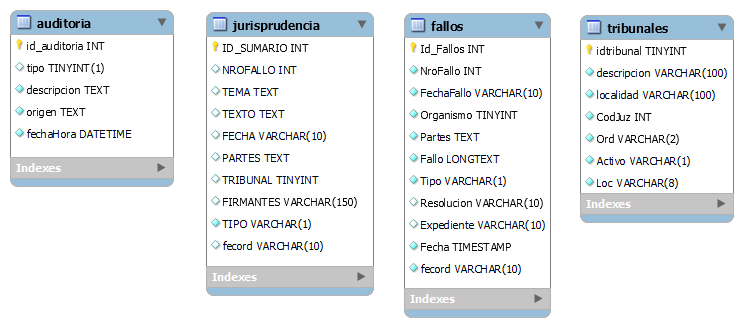 auditoria
id_auditoria INT
tipo TINYINT(1)
descripcion TEXT
origen TEXT
fechaHora DATETIME
Indexes
jurisprudencia
ID_SUMARIO INT
NROFALLO INT
TEMA TEXT
TEXTO TEXT
FECHA VARCHAR(10)
PARTES TEXT
TRIBUNAL TINYINT
FIRMANTES VARCHAR(150)
TIPO VARCHAR(1)
fecord VARCHAR(10)
Indexes
fallos
Id_Fallos INT
NroFallo INT
FechaFallo VARCHAR(10)
Organismo TINYINT
Partes TEXT
Fallo LONGTEXT
Tipo VARCHAR(1)
Resolucion VARCHAR(10)
Expediente VARCHAR(10)
Fecha TIMESTAMP
fecord VARCHAR(10)
Indexes
tribunales
idtribunal TINYINT
descripcion VARCHAR(100)
localidad VARCHAR(100)
CodJuz INT
Ord VARCHAR(2)
Activo VARCHAR(1)
Loc VARCHAR(8)
Indexes